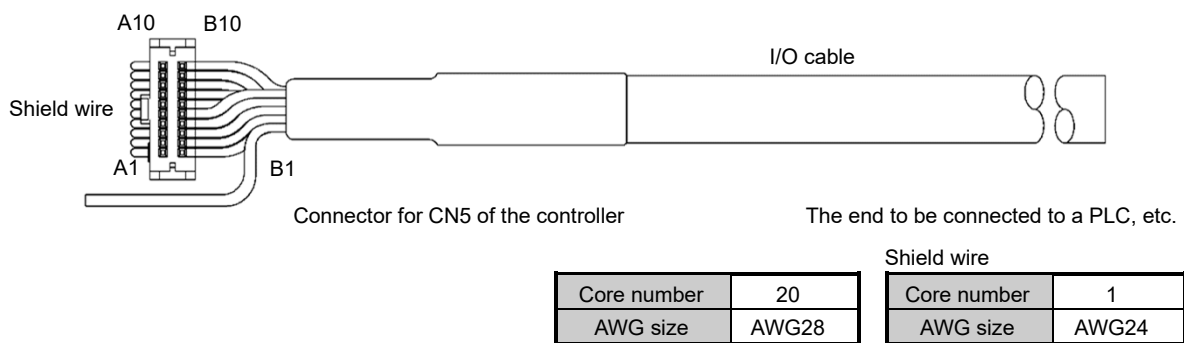 A10 B10
I/O cable
Shield wire
A1 B1
Connector for CN5 of the controller The end to be connected to a PLC, etc.
Shield wire
Core number 20 Core number 1
AWG size AWG28 AWG size AWG24